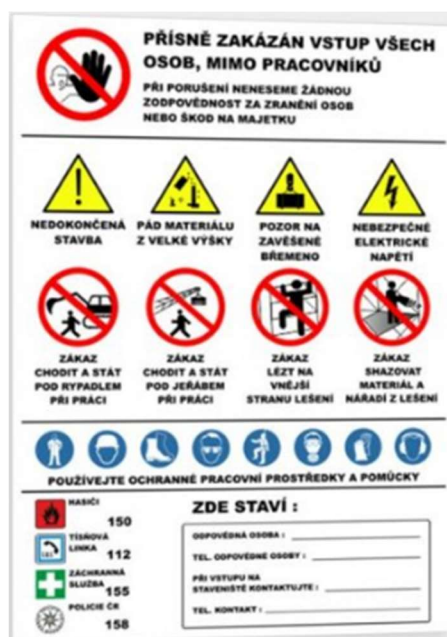 PŘÍSNĚ ZAKÁZÁN VSTUP VŠECH
OSOB, MIMO PRACOVNÍKŮ
PŘI PORUŠENÍ NENESEME ŽÁDNOU
ZODPOVĚDNOST ZA ZRANĚNÍ OSOB
NEBO ŠKOD NA MAJETKU
NEDOKONČENÁ
STAVBA
PÁD MATERIÁLU
Z VELKÉ VÝŠKY
POZOR NA
ZAVĚŠENÉ
BŘEMENO
NEBEZPEČNÉ
ELEKTRICKÉ
NAPĚTÍ
ZÁKAZ
CHODIT A STÁT
POD RYPADLEM
PŘI PRÁCI
ZÁKAZ
CHODIT A STÁT
POD JEŘÁBEM
PŘI PRÁCI
ZÁKAZ
LÉZT NA
VNĚJŠÍ
STRANU LEŠENÍ
ZÁKAZ
SHAZOVAT
MATERIÁL A
NÁŘADÍ Z LEŠENÍ
POUŽÍVEJTE OCHRANNÉ PRACOVNÍ PROSTŘEDKY A POMŮCKY
HASIČI
150
TÍSŇOVÁ
LINKA 112
ZÁCHRANNÁ
SLUŽBA 155
POLICIE ČR
158
ZDE STAVÍ :
ODPOVĚDNÁ OSOBA :
TEL. ODPOVĚDNÉ OSOBY :
PŘI VSTUPU NA
STAVENIŠTĚ KONTAKTUJTE :
TEL. KONTAKT :